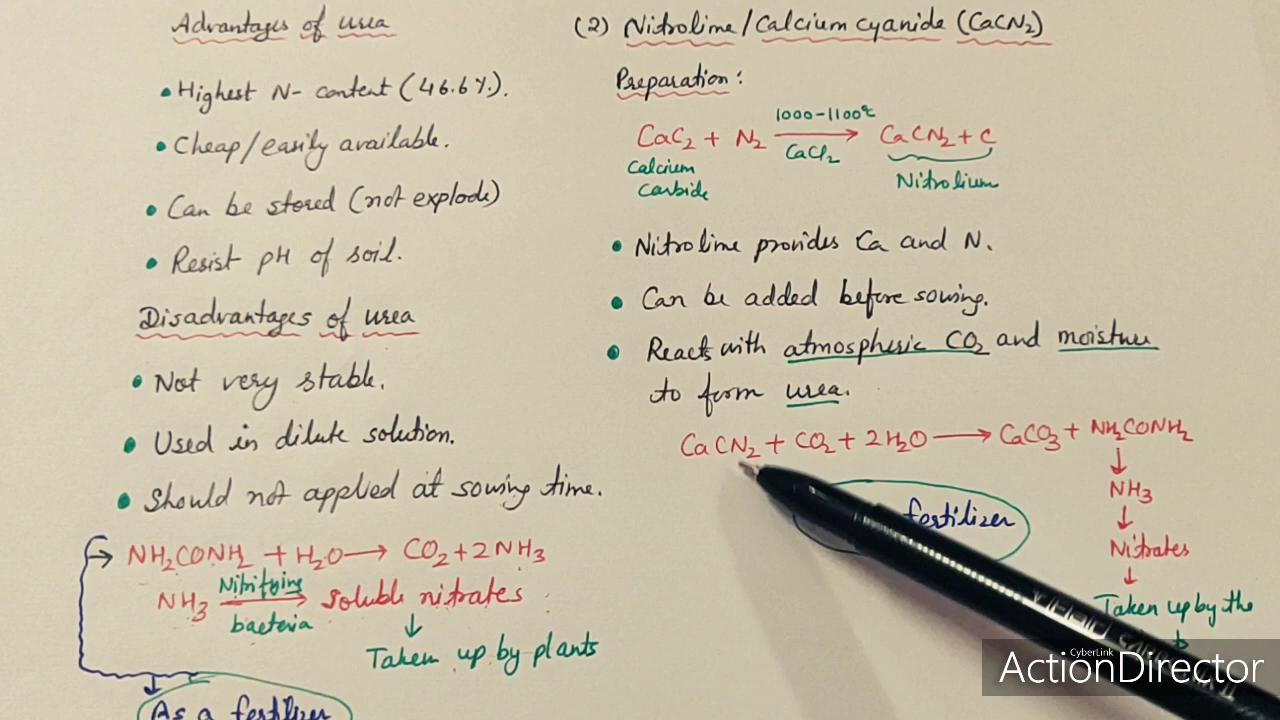 Advantages of urea
• Highest N- content (46.6%).
• Cheap/easily available.
• Can be stored (not explode)
• Resist pH of soil.
Disadvantages of urea
• Not very stable.
• Used in dilute solution.
• Should not applied at sowing time.
→ NH2CONH2 + H2O → CO2 + 2NH3
NH3 Nitrifying bacteria → soluble nitrates
↓
Taken up by plants
As a fertilizer
(2) Nitrolime/Calcium cyanide (CaCN2)
Preparation:
1000-1100℃
CaC2 + N2 → CaCN2 + C
CaCl2
Calcium carbide
Nitrolium
• Nitrolime provides Ca and N.
• Can be added before sowing.
• Reacts with atmospheric CO2 and moisture
to form urea.
CaCN2 + CO2 + 2H2O → CaCO3 + NH2CONH2
↓
NH3
↓
Nitrates
↓
Taken up by the
fertilizer
CyberLink
ActionDirector